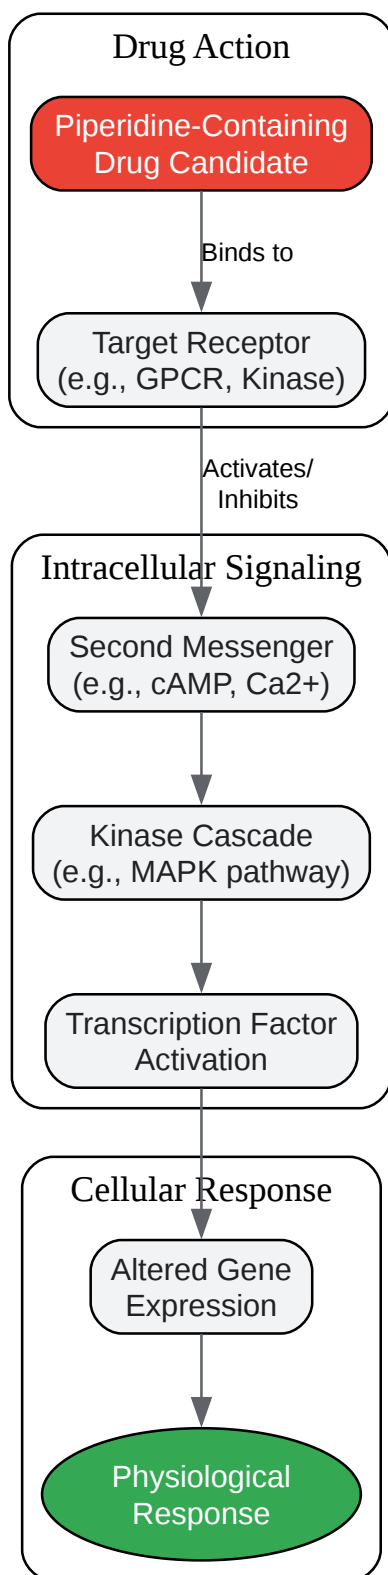 Drug Action
Piperidine-Containing
Drug Candidate
Binds to
Target Receptor
(e.g., GPCR, Kinase)
Activates/
Inhibits
Intracellular Signaling
Second Messenger
(e.g., cAMP, Ca2+)
Kinase Cascade
(e.g., MAPK pathway)
Transcription Factor
Activation
Cellular Response
Altered Gene
Expression
Physiological
Response